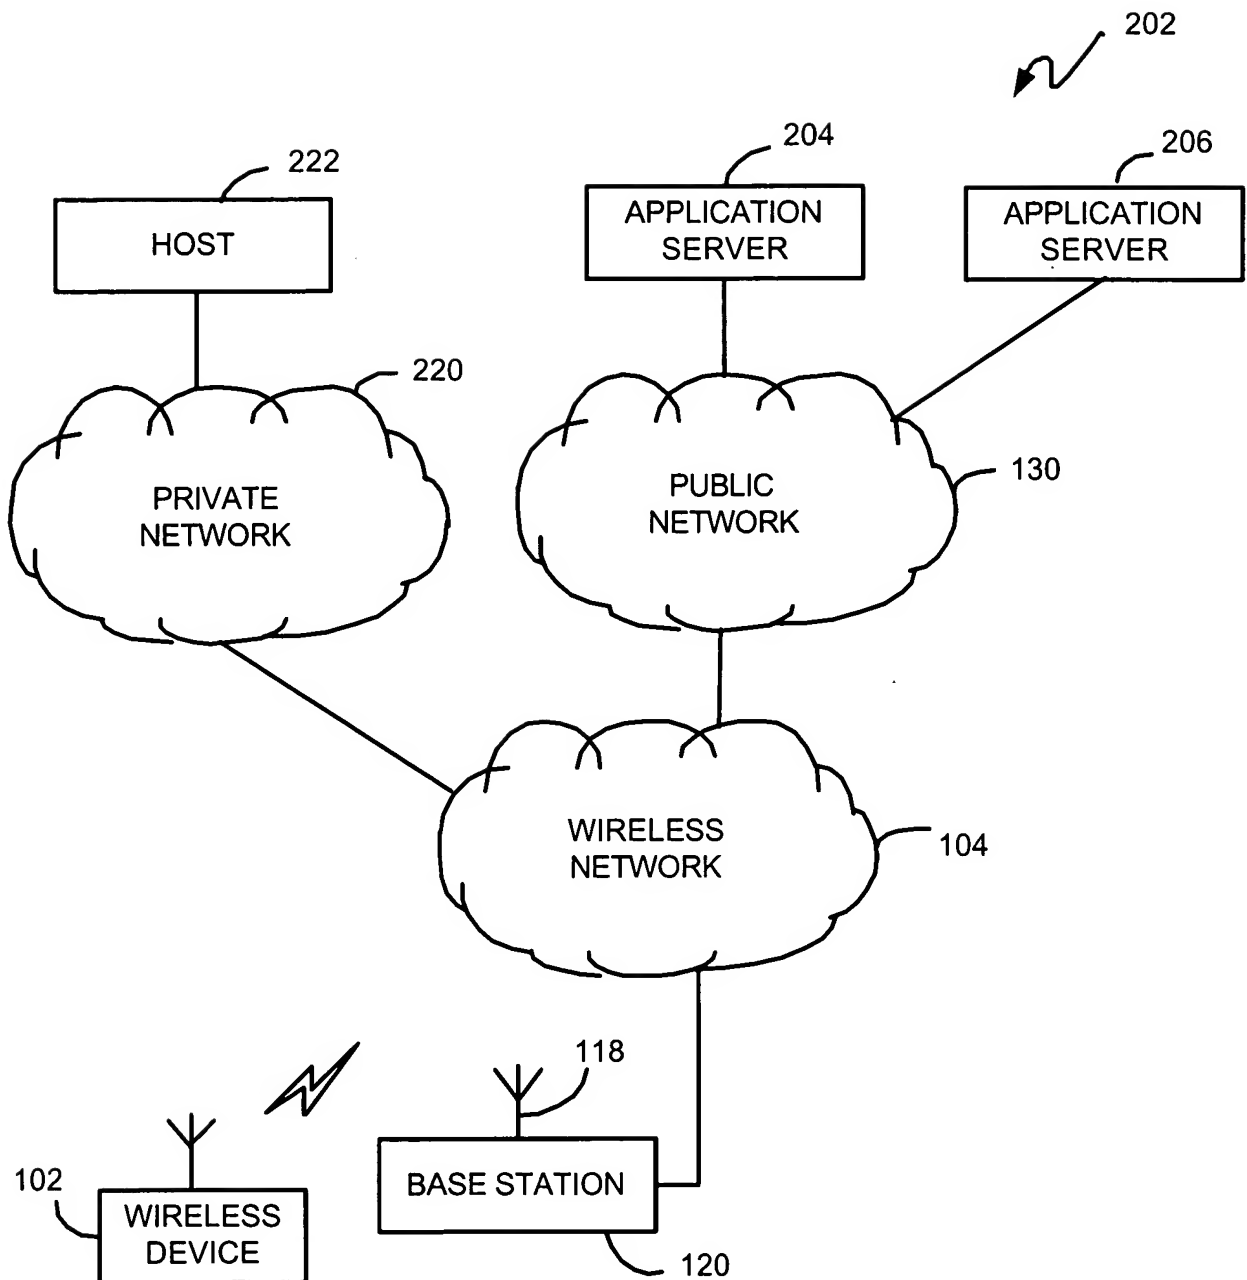 202
204
206
222
APPLICATION
SERVER
APPLICATION
SERVER
HOST
220
130
PRIVATE
NETWORK
PUBLIC
NETWORK
WIRELESS
NETWORK
104
118
102
BASE STATION
WIRELESS
DEVICE
120